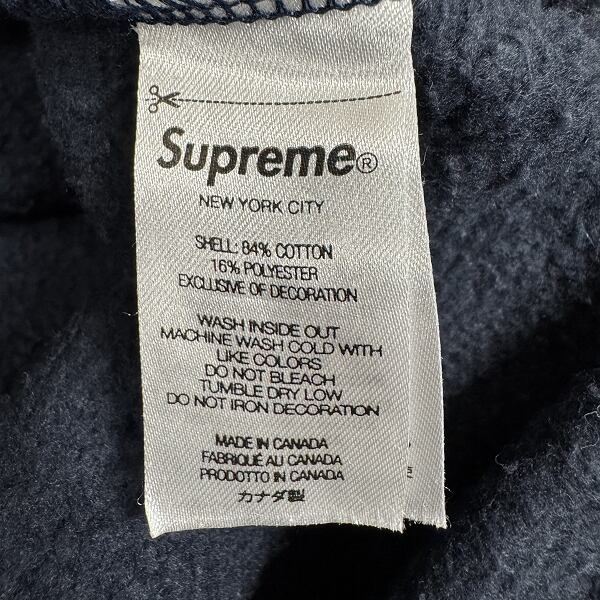 Supreme®
NEW YORK CITY
SHELL: 84% COTTON
16% POLYESTER
EXCLUSIVE OF DECORATION
WASH INSIDE OUT
MACHINE WASH COLD WITH
LIKE COLORS
DO NOT BLEACH
TUMBLE DRY LOW
DO NOT IRON DECORATION
MADE IN CANADA
FABRIQUÉ AU CANADA
PRODOTTO IN CANADA
カナダ製